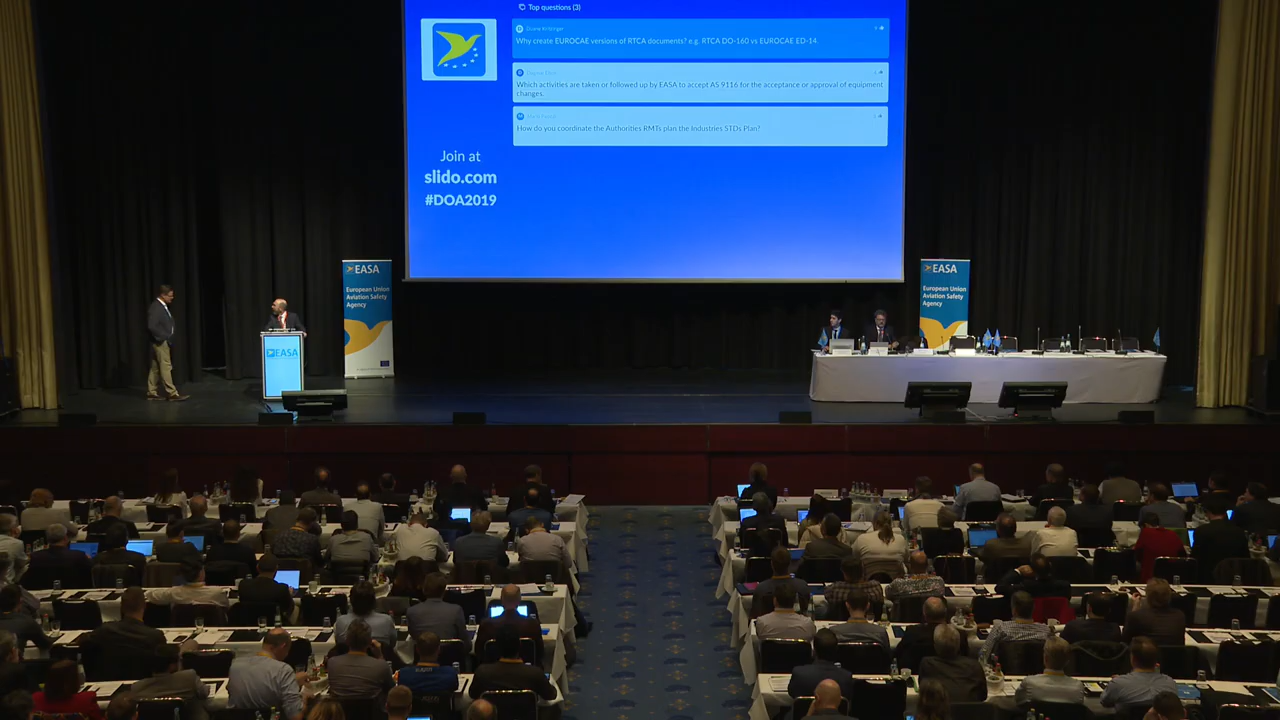 Top questions (3)
Why create EUROCAE versions of RTCA documents? e.g. RTCA DO-160 vs EUROCAE ED-14.
Which activities are taken or followed up by EASA to accept AS 9116 for the acceptance or approval of equipment
changes.
How do you coordinate the Authorities RMTs plan the Industries STDs Plan?
Join at
slido.com
#DOA2019
EASA
European Union
Aviation Safety
Agency
EASA
EASA
European Union
Aviation Safety
Agency